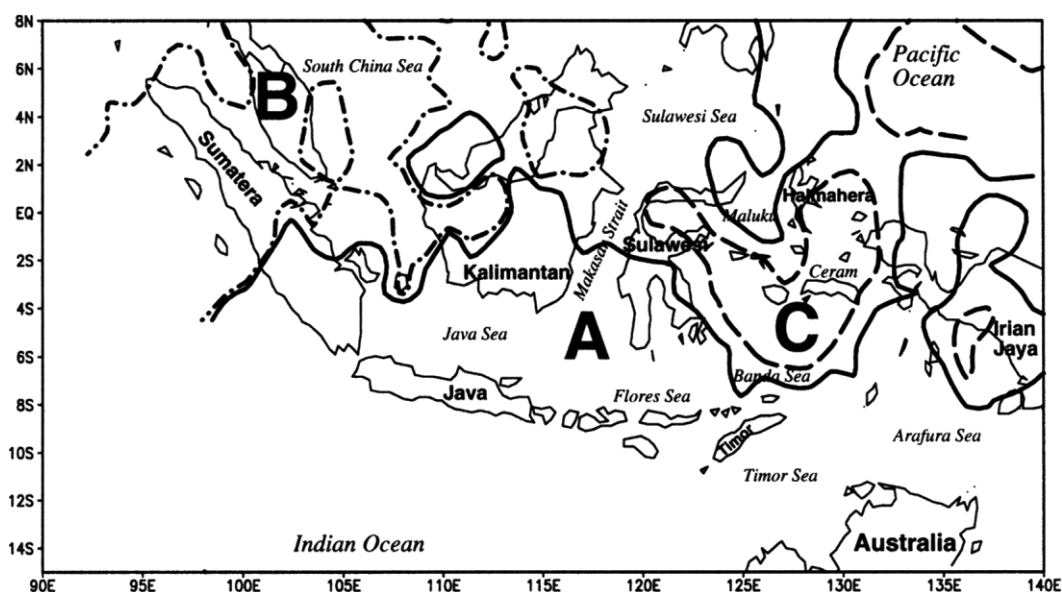 8N
6N
4N
2N
EQ
2S
4S
6S
8S
10S
12S
14S
South China Sea
Pacific
Ocean
B
Sulawesi Sea
Sumatera
Halmahera
Maluku
Makasar Strait
Sulawesi
Kalimantan
Ceram
A
C
Java Sea
Irian
Jaya
Banda Sea
Java
Flores Sea
Timor
Arafura Sea
Timor Sea
Indian Ocean
Australia
90E 95E 100E 105E 110E 115E 120E 125E 130E 135E 140E